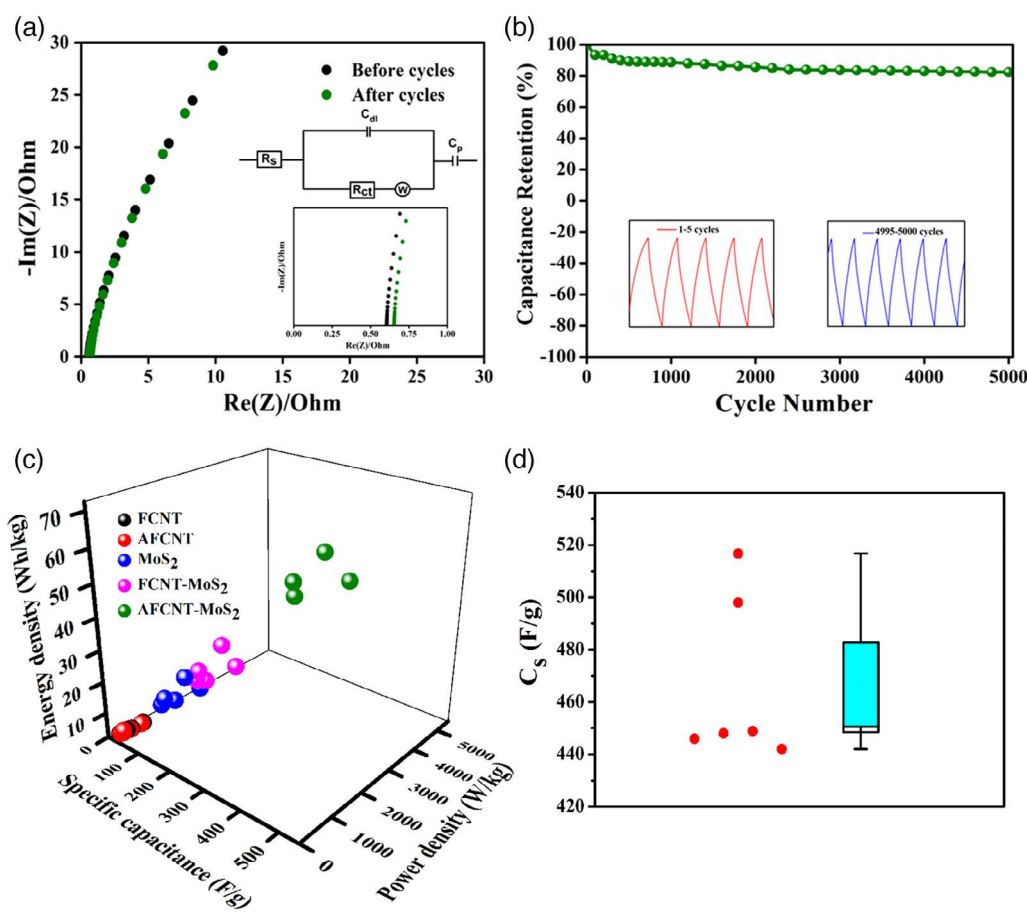 (a)
30
25
20
15
10
5
0
-Im(Z)/Ohm
Before cycles
After cycles
C_dl
C_p
R_s
R_ct
W
-Im(Z)/Ohm
0.00 0.25 0.50 0.75 1.00
Re(Z)/Ohm
0 5 10 15 20 25 30
Re(Z)/Ohm
(b)
100
80
60
40
20
0
-20
-40
-60
-80
-100
Capacitance Retention (%)
1-5 cycles
4995-5000 cycles
0 1000 2000 3000 4000 5000
Cycle Number
(c)
70
60
50
40
30
20
10
0
Energy density (Wh/kg)
FCNT
AFCNT
MoS₂
FCNT-MoS₂
AFCNT-MoS₂
100
200
300
400
500
Specific capacitance (F/g)
0
1000
2000
3000
4000
5000
Power density (W/kg)
(d)
540
520
500
480
460
440
420
C_s (F/g)